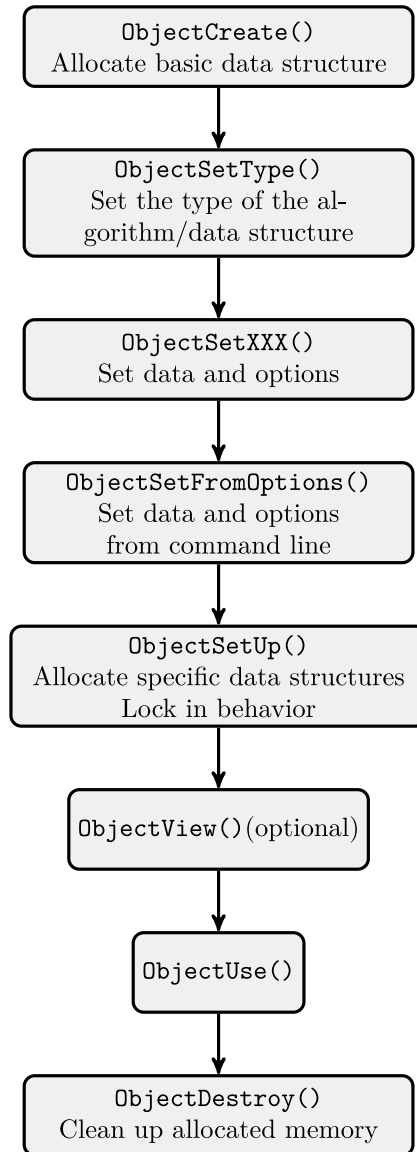 ObjectCreate()
Allocate basic data structure
ObjectSetType()
Set the type of the al-
gorithm/data structure
ObjectSetXXX()
Set data and options
ObjectSetFromOptions()
Set data and options
from command line
ObjectSetUp()
Allocate specific data structures
Lock in behavior
ObjectView()(optional)
ObjectUse()
ObjectDestroy()
Clean up allocated memory